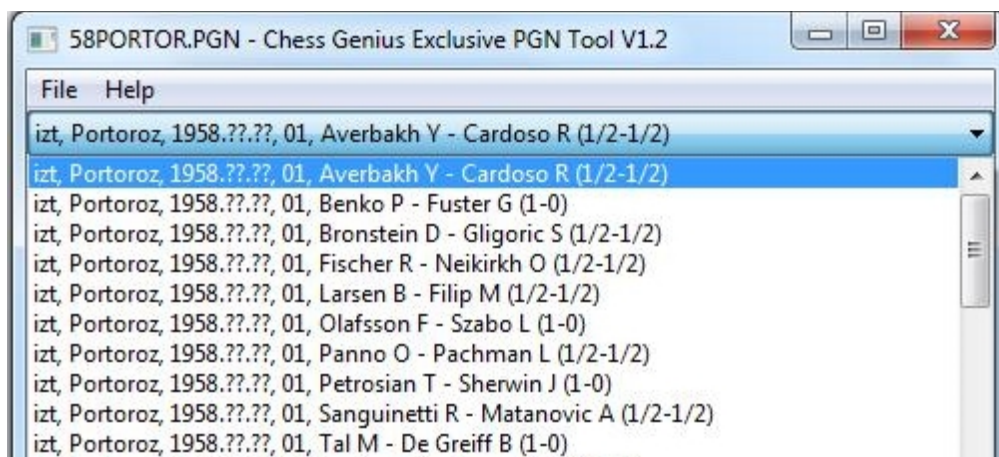 58PORTOR.PGN - Chess Genius Exclusive PGN Tool V1.2
File Help
izt, Portoroz, 1958.??.??, 01, Averbakh Y - Cardoso R (1/2-1/2)
izt, Portoroz, 1958.??.??, 01, Averbakh Y - Cardoso R (1/2-1/2)
izt, Portoroz, 1958.??.??, 01, Benko P - Fuster G (1-0)
izt, Portoroz, 1958.??.??, 01, Bronstein D - Gligoric S (1/2-1/2)
izt, Portoroz, 1958.??.??, 01, Fischer R - Neikirkh O (1/2-1/2)
izt, Portoroz, 1958.??.??, 01, Larsen B - Filip M (1/2-1/2)
izt, Portoroz, 1958.??.??, 01, Olafsson F - Szabo L (1-0)
izt, Portoroz, 1958.??.??, 01, Panno O - Pachman L (1/2-1/2)
izt, Portoroz, 1958.??.??, 01, Petrosian T - Sherwin J (1-0)
izt, Portoroz, 1958.??.??, 01, Sanguinetti R - Matanovic A (1/2-1/2)
izt, Portoroz, 1958.??.??, 01, Tal M - De Greiff B (1-0)